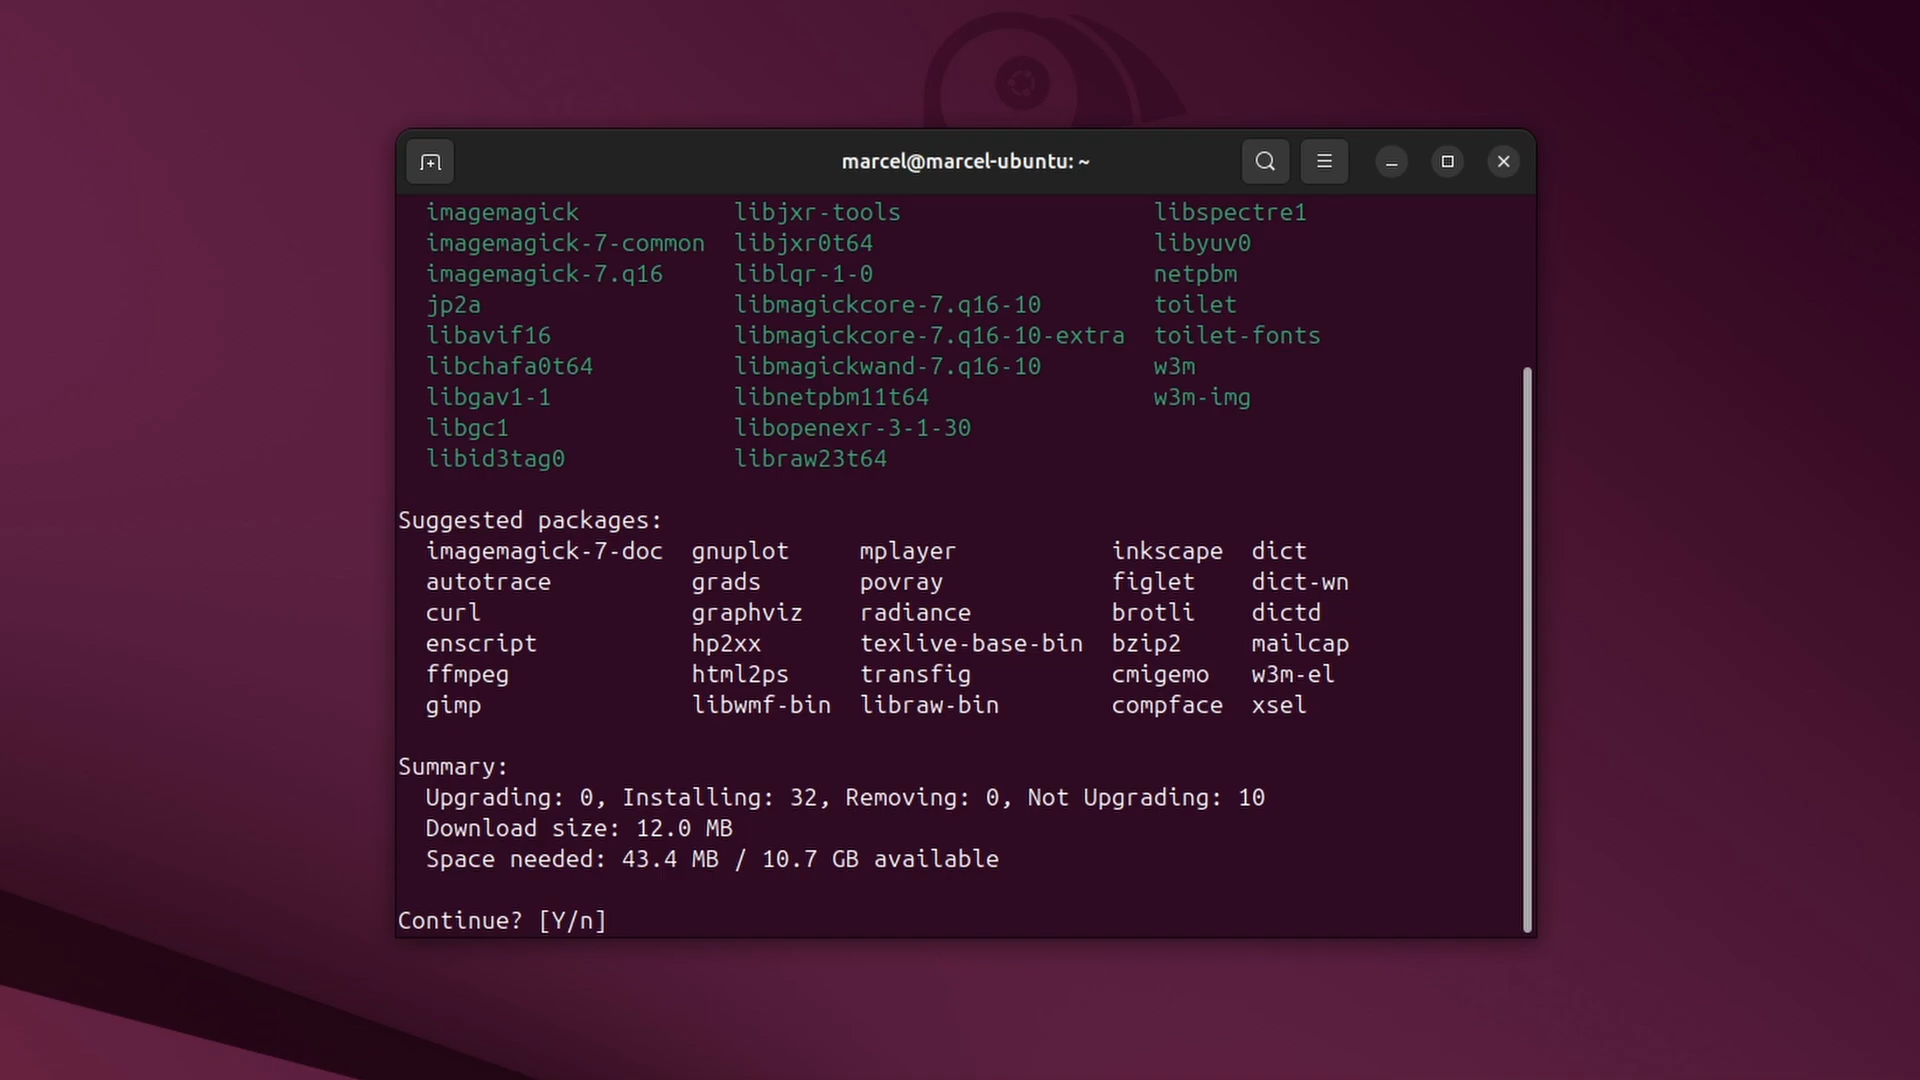 marcel@marcel-ubuntu: ~
imagemagick libjxr-tools libspectre1
imagemagick-7-common libjxr0t64 libyuv0
imagemagick-7.q16 liblqr-1-0 netpbm
jp2a libmagickcore-7.q16-10 toilet
libavif16 libmagickcore-7.q16-10-extra toilet-fonts
libchafa0t64 libmagickwand-7.q16-10 w3m
libgav1-1 libnetpbm11t64 w3m-img
libgc1 libopenexr-3-1-30
libid3tag0 libraw23t64
Suggested packages:
imagemagick-7-doc gnuplot mplayer inkscape dict
autotrace grads povray figlet dict-wn
curl graphviz radiance brotli dictd
enscript hp2xx texlive-base-bin bzip2 mailcap
ffmpeg html2ps transfig cmigemo w3m-el
gimp libwmf-bin libraw-bin compface xsel
Summary:
Upgrading: 0, Installing: 32, Removing: 0, Not Upgrading: 10
Download size: 12.0 MB
Space needed: 43.4 MB / 10.7 GB available
Continue? [Y/n]